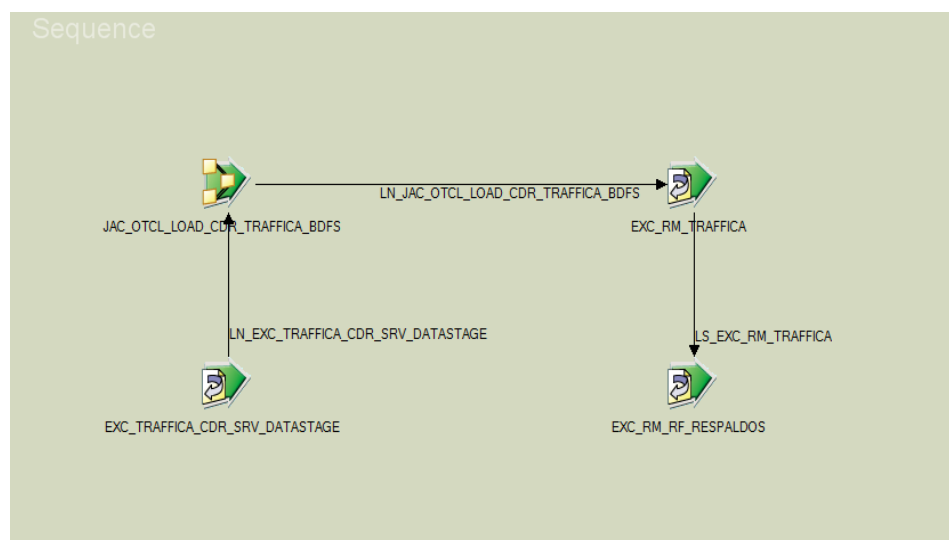 Sequence
LN_JAC_OTCL_LOAD_CDR_TRAFFICA_BDFS
JAC_OTCL_LOAD_CDR_TRAFFICA_BDFS
EXC_RM_TRAFFICA
LN_EXC_TRAFFICA_CDR_SRV_DATASTAGE
LS_EXC_RM_TRAFFICA
EXC_TRAFFICA_CDR_SRV_DATASTAGE
EXC_RM_RF_RESPALDOS